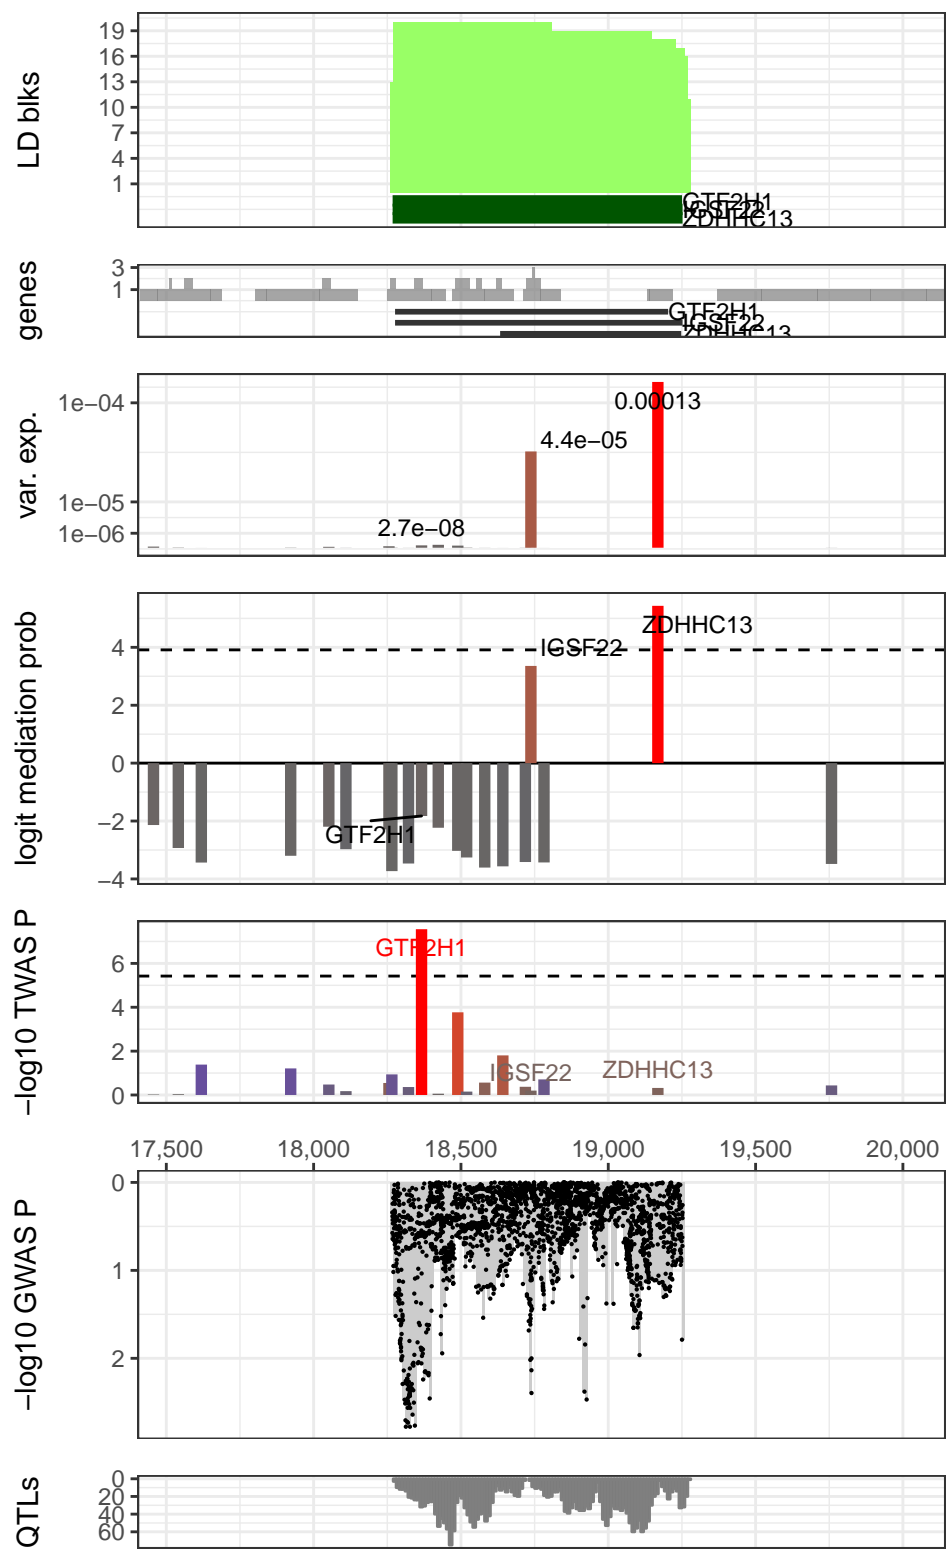 LD blks
19
16
13
10
7
4
1
GTF2H1
IGSF22
ZDHHC13
genes
3
1
GTF2H1
IGSF22
ZDHHC13
var. exp.
1e−04
1e−05
1e−06
0.00013
4.4e−05
2.7e−08
logit mediation prob
4
2
0
−2
−4
ZDHHC13
IGSF22
GTF2H1
−log10 TWAS P
6
4
2
0
GTF2H1
IGSF22
ZDHHC13
17,500 18,000 18,500 19,000 19,500 20,000
−log10 GWAS P
0
1
2
QTLs
0
20
40
60